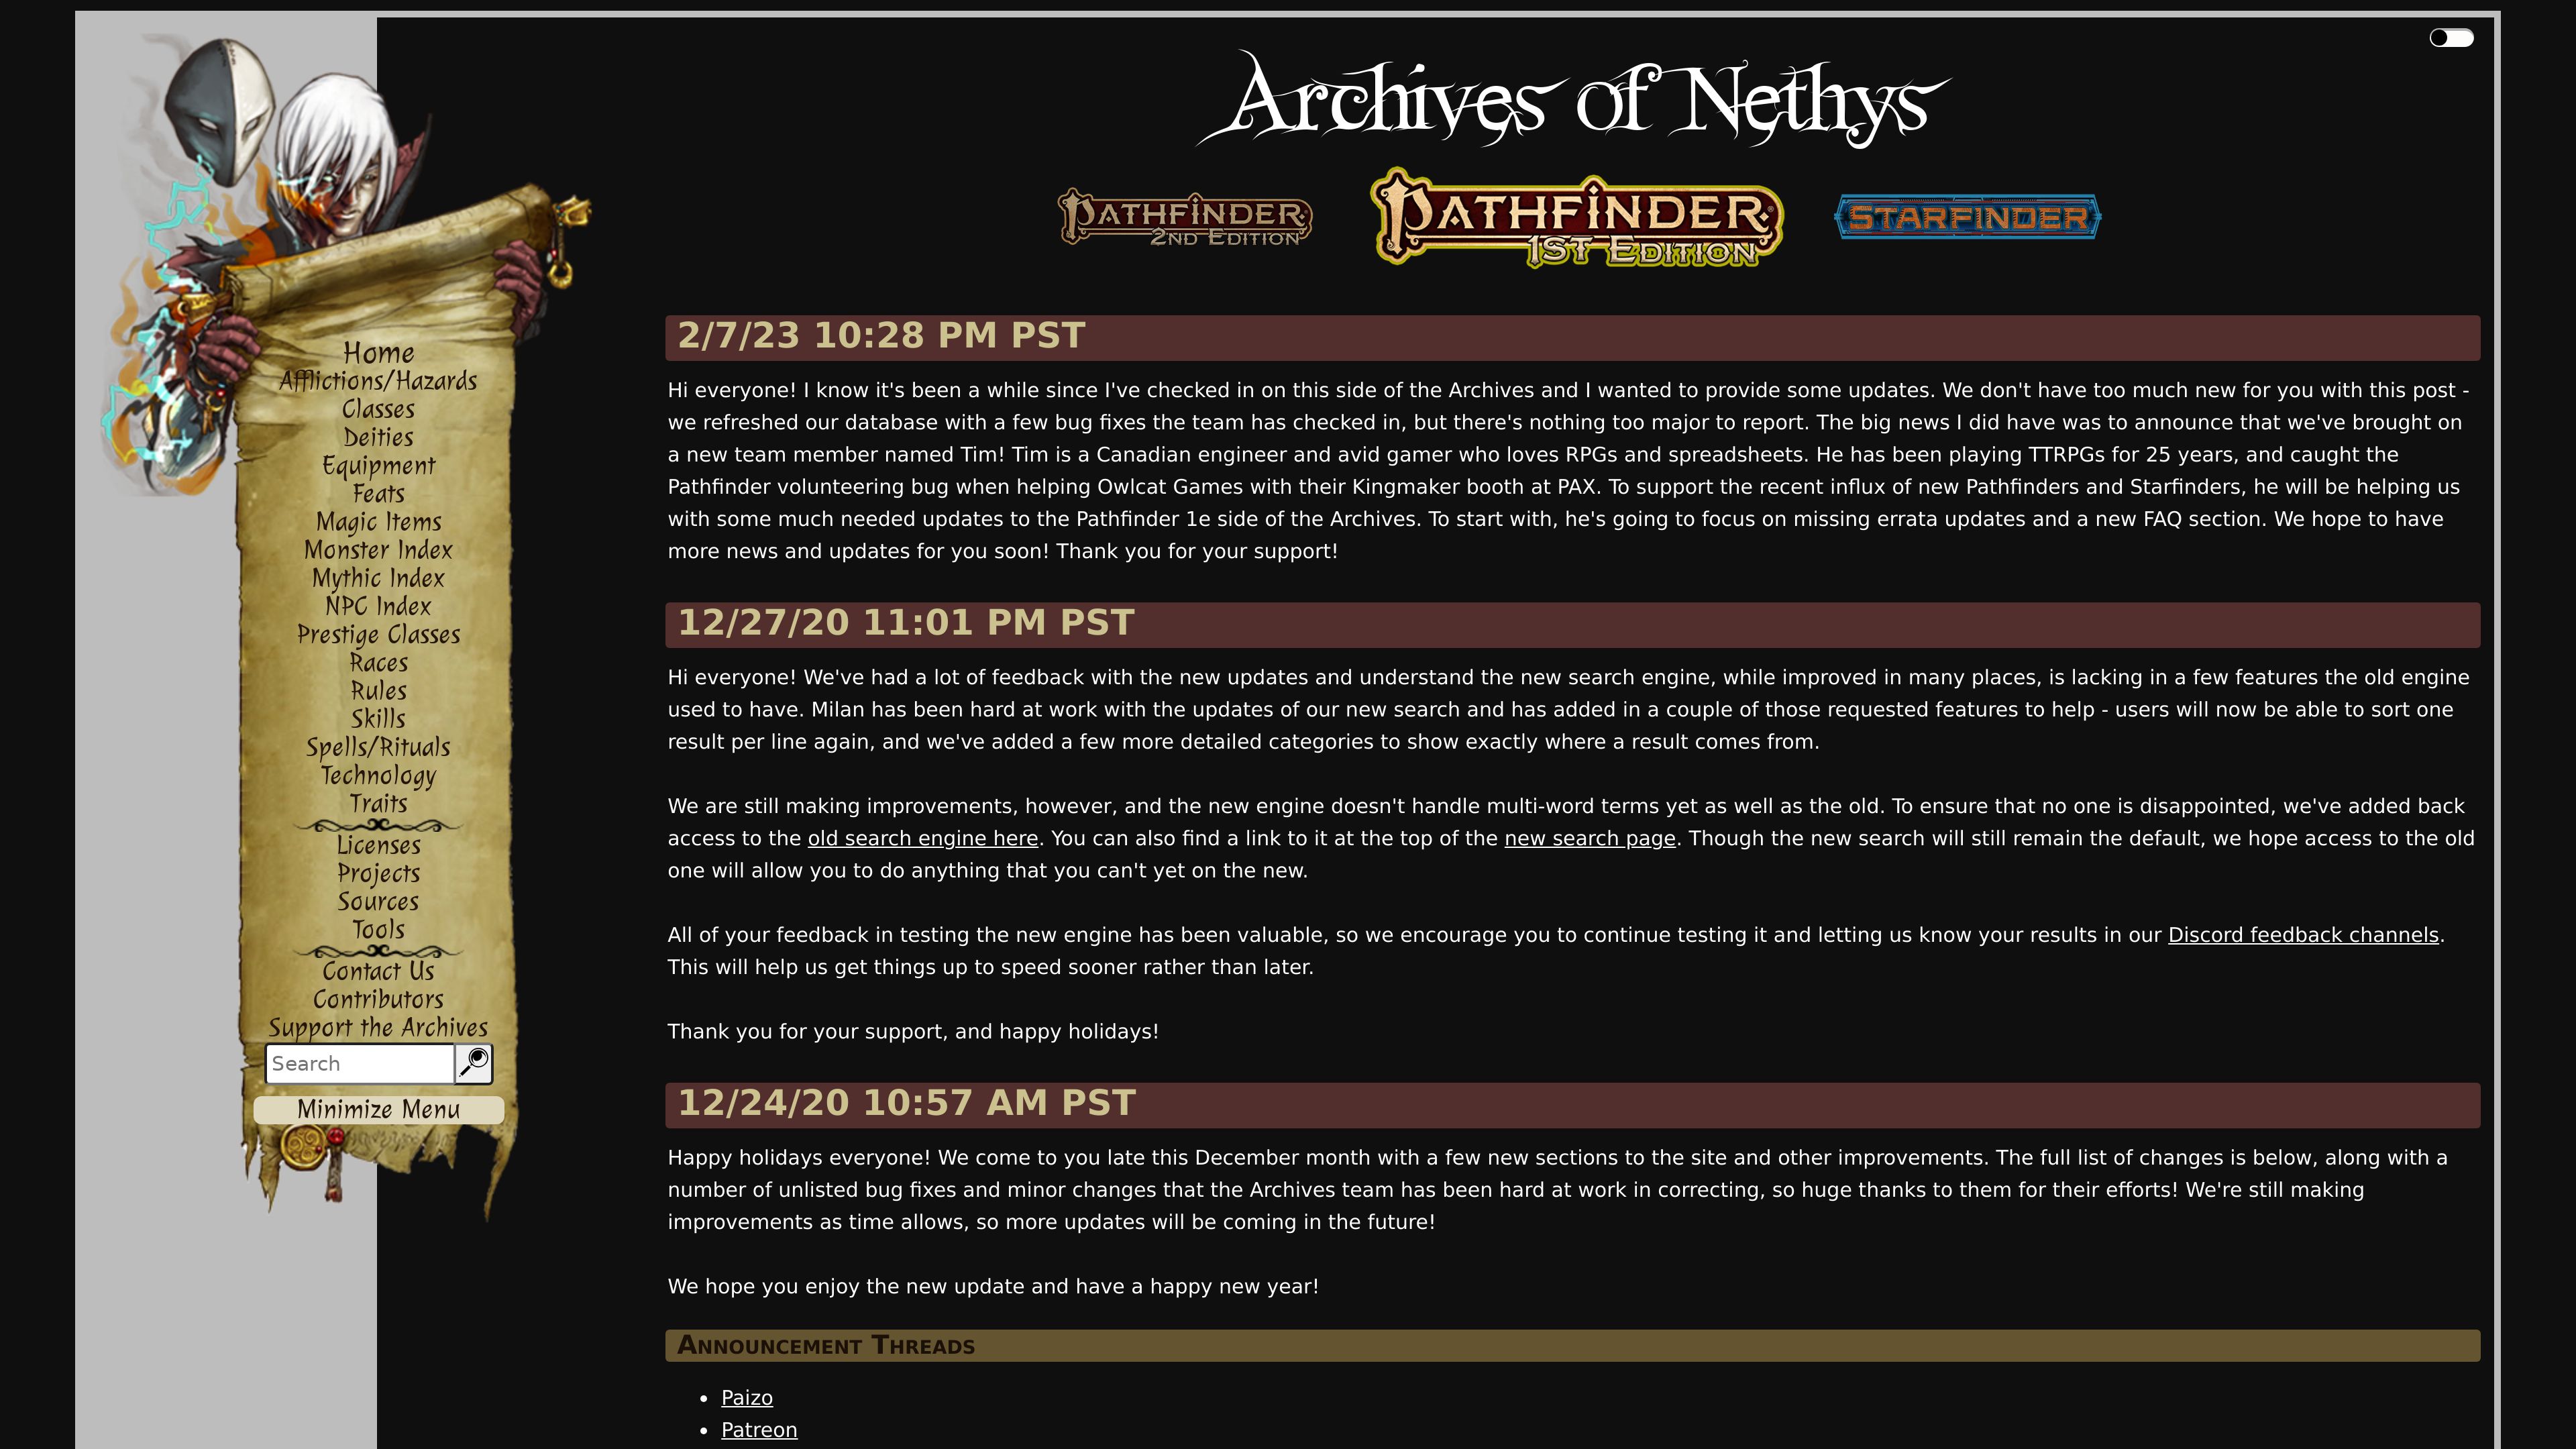 Archives of Nethys
PATHFINDER 2ND EDITION
PATHFINDER 1ST EDITION
STARFINDER
Home
Afflictions/Hazards
Classes
Deities
Equipment
Feats
Magic Items
Monster Index
Mythic Index
NPC Index
Prestige Classes
Races
Rules
Skills
Spells/Rituals
Technology
Traits
Licenses
Projects
Sources
Tools
Contact Us
Contributors
Support the Archives
Search
Minimize Menu
2/7/23 10:28 PM PST
Hi everyone! I know it's been a while since I've checked in on this side of the Archives and I wanted to provide some updates. We don't have too much new for you with this post -
we refreshed our database with a few bug fixes the team has checked in, but there's nothing too major to report. The big news I did have was to announce that we've brought on
a new team member named Tim! Tim is a Canadian engineer and avid gamer who loves RPGs and spreadsheets. He has been playing TTRPGs for 25 years, and caught the
Pathfinder volunteering bug when helping Owlcat Games with their Kingmaker booth at PAX. To support the recent influx of new Pathfinders and Starfinders, he will be helping us
with some much needed updates to the Pathfinder 1e side of the Archives. To start with, he's going to focus on missing errata updates and a new FAQ section. We hope to have
more news and updates for you soon! Thank you for your support!
12/27/20 11:01 PM PST
Hi everyone! We've had a lot of feedback with the new updates and understand the new search engine, while improved in many places, is lacking in a few features the old engine
used to have. Milan has been hard at work with the updates of our new search and has added in a couple of those requested features to help - users will now be able to sort one
result per line again, and we've added a few more detailed categories to show exactly where a result comes from.
We are still making improvements, however, and the new engine doesn't handle multi-word terms yet as well as the old. To ensure that no one is disappointed, we've added back
access to the old search engine here. You can also find a link to it at the top of the new search page. Though the new search will still remain the default, we hope access to the old
one will allow you to do anything that you can't yet on the new.
All of your feedback in testing the new engine has been valuable, so we encourage you to continue testing it and letting us know your results in our Discord feedback channels.
This will help us get things up to speed sooner rather than later.
Thank you for your support, and happy holidays!
12/24/20 10:57 AM PST
Happy holidays everyone! We come to you late this December month with a few new sections to the site and other improvements. The full list of changes is below, along with a
number of unlisted bug fixes and minor changes that the Archives team has been hard at work in correcting, so huge thanks to them for their efforts! We're still making
improvements as time allows, so more updates will be coming in the future!
We hope you enjoy the new update and have a happy new year!
Announcement Threads
• Paizo
• Patreon